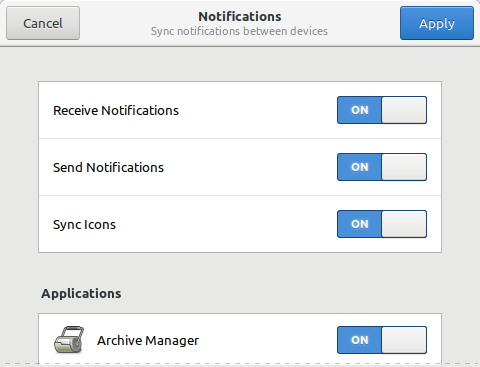 Cancel
Notifications
Sync notifications between devices
Apply
Receive Notifications ON
Send Notifications ON
Sync Icons ON
Applications
Archive Manager ON